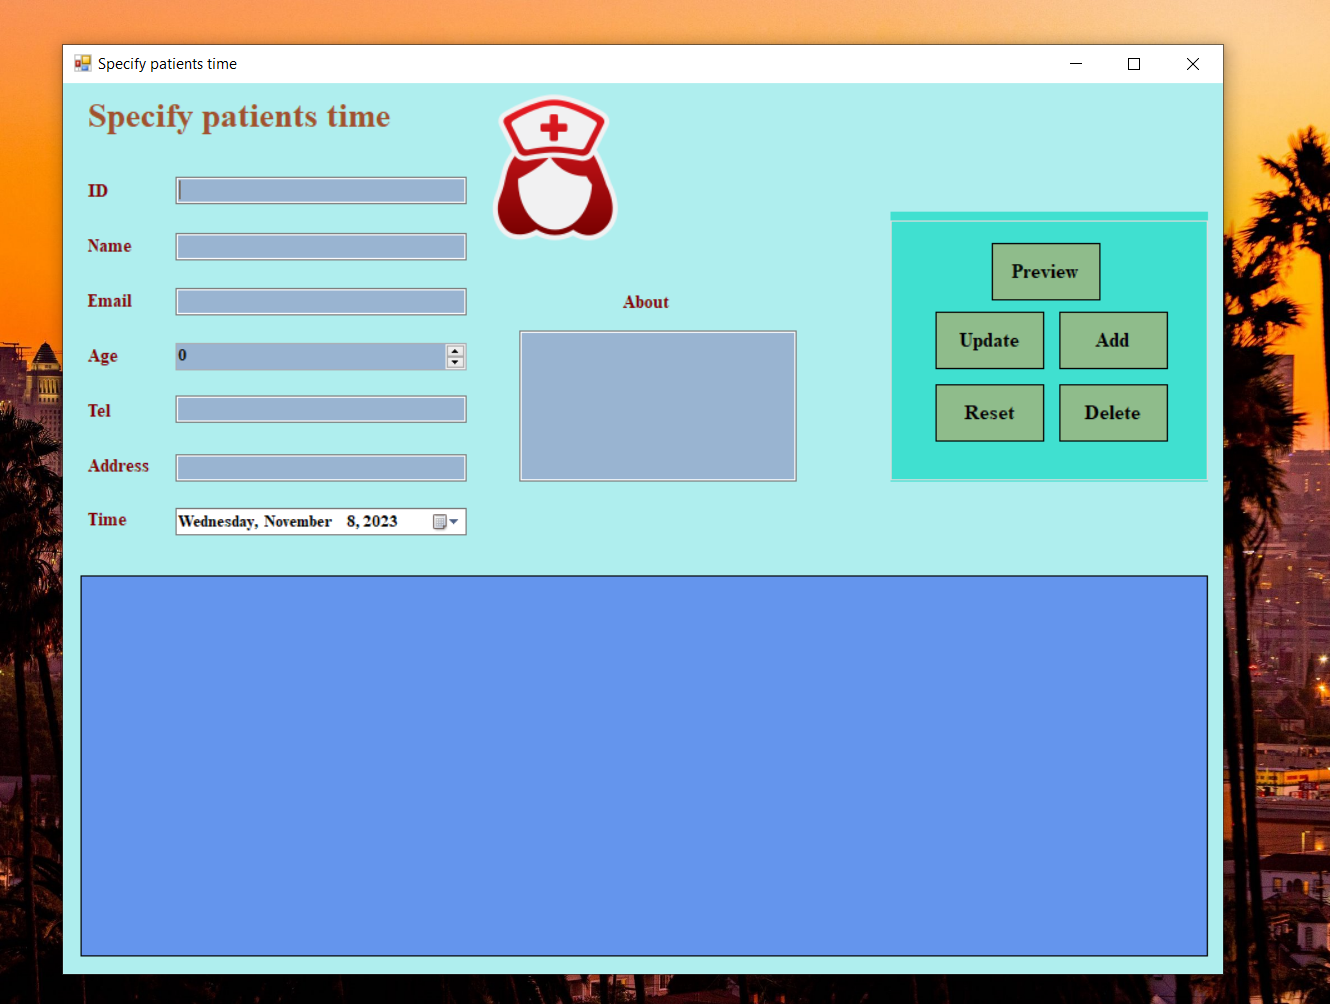 Specify patients time
Specify patients time
ID
Name
Email
Age 0
Tel
Address
Time Wednesday, November 8, 2023
About
Preview
Update Add
Reset Delete